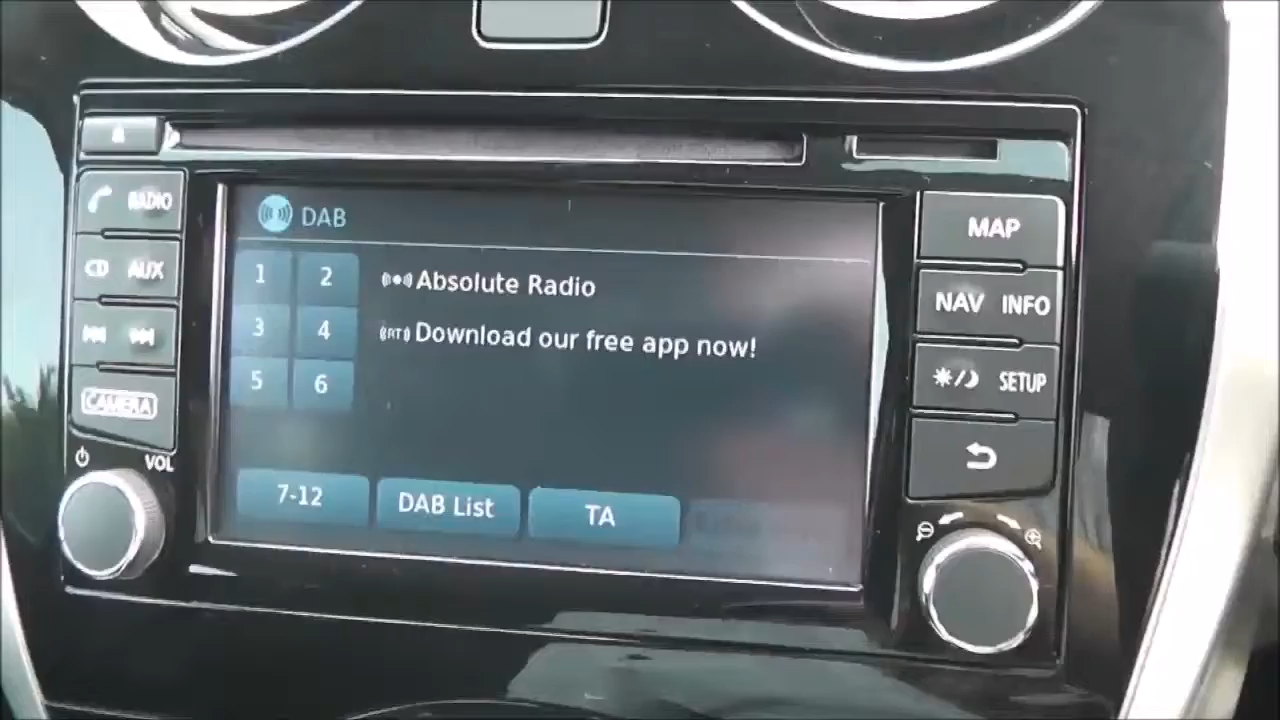 RADIO
CD AUX
CAMERA
VOL
DAB
1 2
3 4
5 6
Absolute Radio
(RT) Download our free app now!
7-12 DAB List TA
MAP
NAV INFO
SETUP